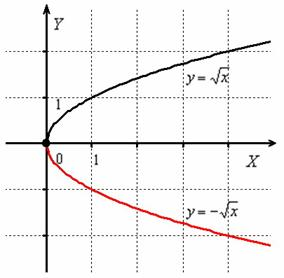 Y
y = √x
1
0 1 X
y = −√x